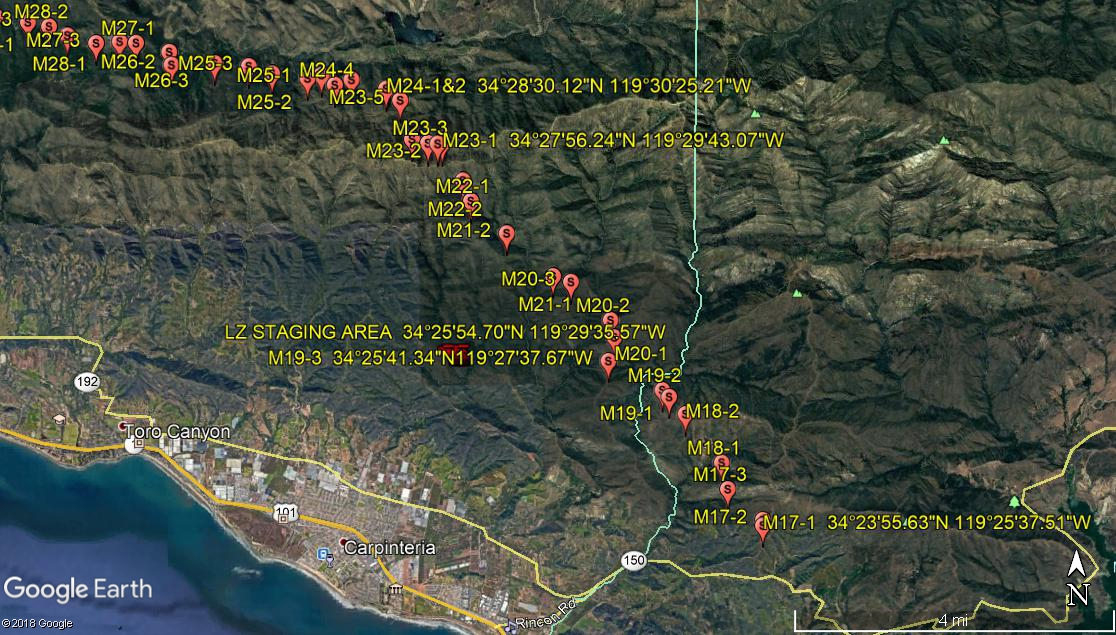 M28-2
3
-1
M27-1
M27-3
M28-1
M26-2
M26-3
M25-3
M25-1
M25-2
M24-4
M23-5
M24-1&2 34°28'30.12"N 119°30'25.21"W
M23-3
M23-2
M23-1 34°27'56.24"N 119°29'43.07"W
M22-1
M22-2
M21-2
M20-3
M21-1
M20-2
LZ STAGING AREA 34°25'54.70"N 119°29'35.57"W
M19-3 34°25'41.34"N119°27'37.67"W
M20-1
M19-2
192
M19-1
M18-2
Toro Canyon
M18-1
M17-3
101
M17-2
M17-1 34°23'55.63"N 119°25'37.51"W
Carpinteria
150
Google Earth
N
©2018 Google
Rincon Rd
4 mi